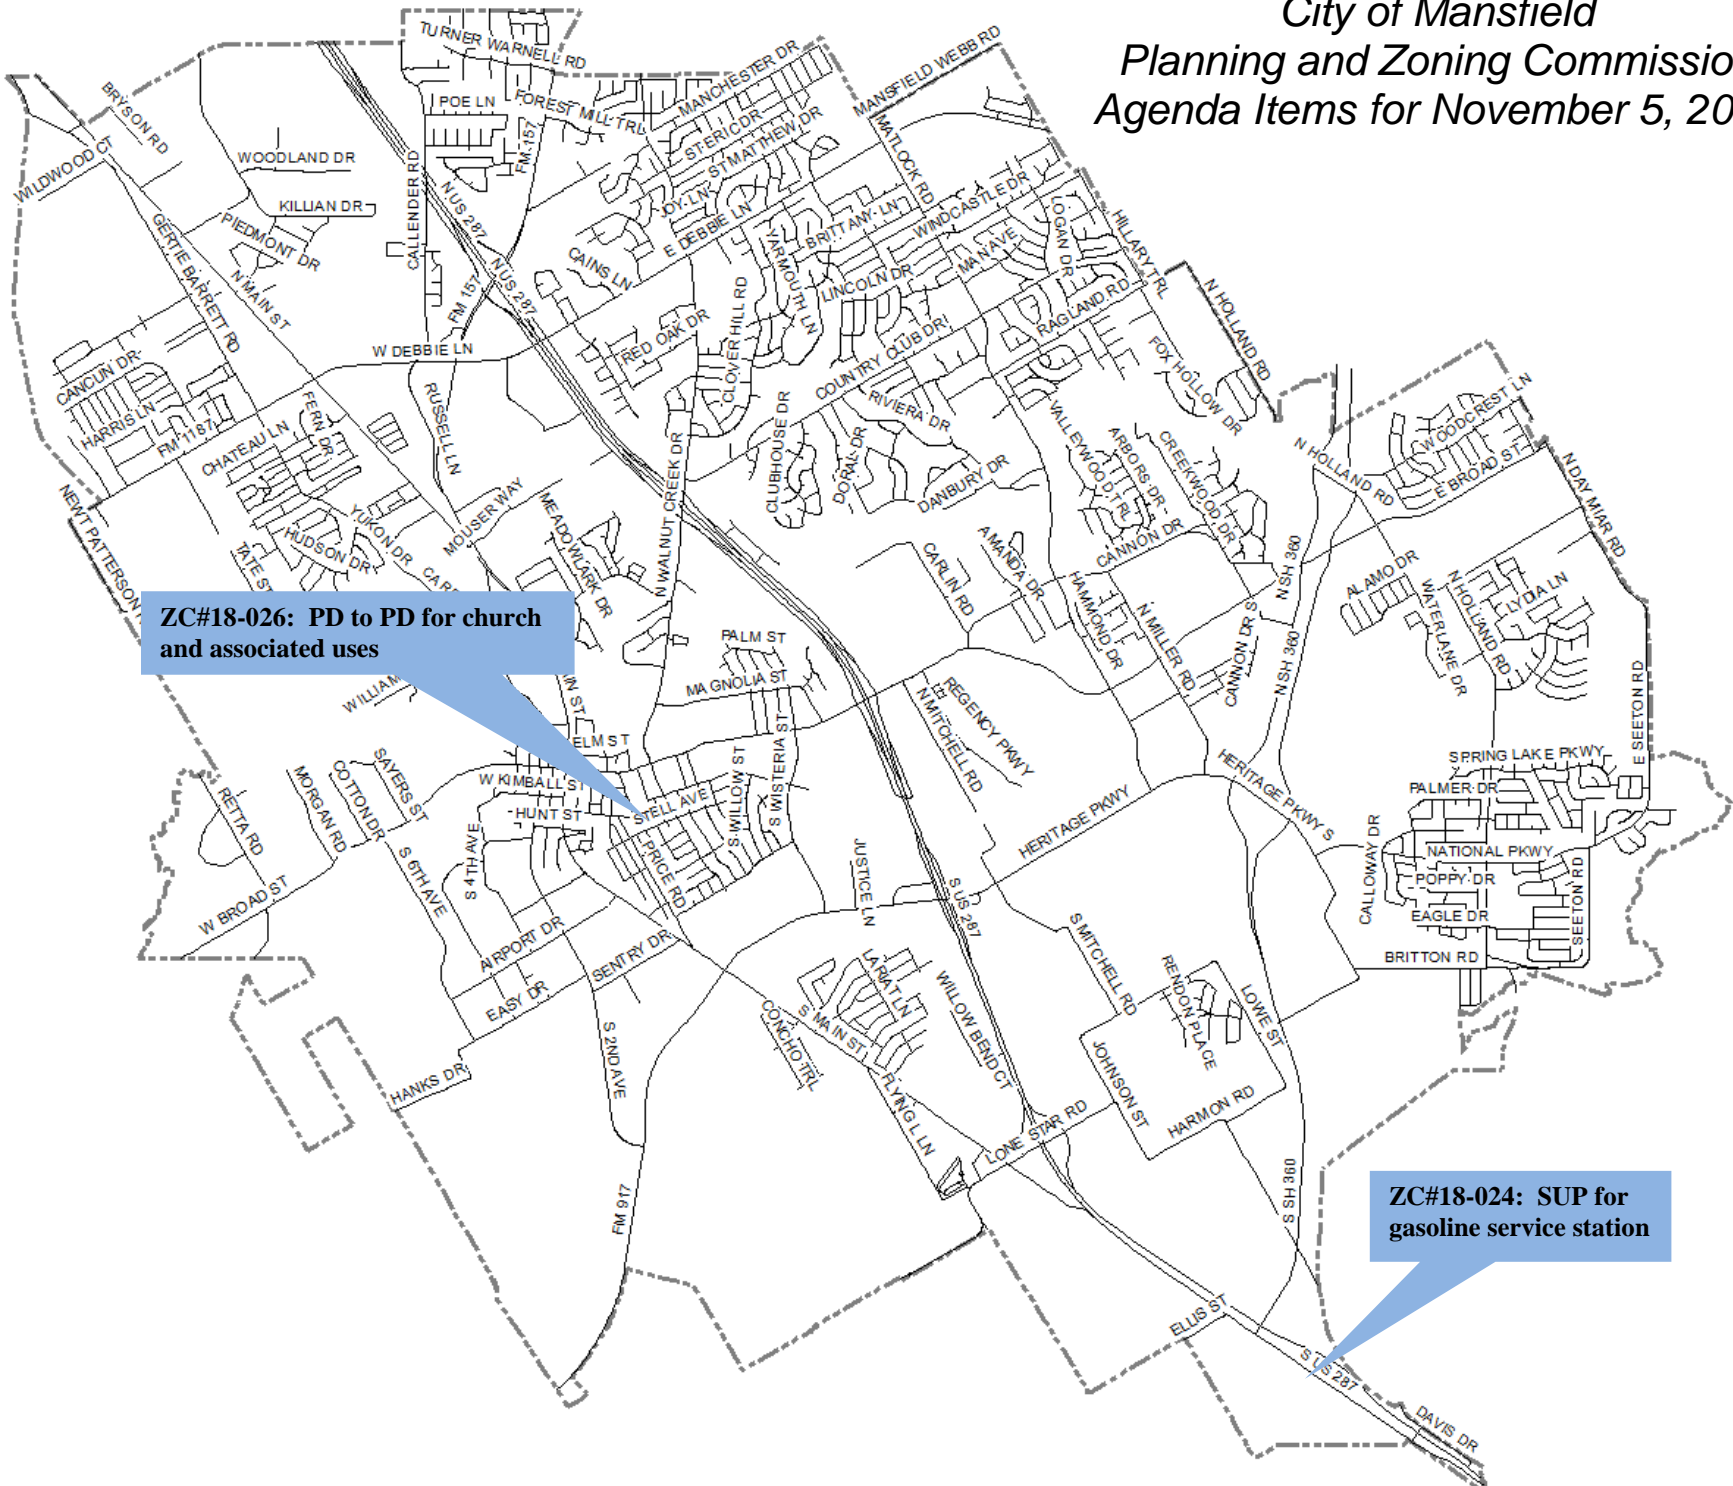 City of Mansfield
Planning and Zoning Commissio
Agenda Items for November 5, 20
TURNER WARNELL RD
MANCHESTER DR
MANSFIELD WEBB RD
BRYSON RD
POE LN
FOREST MILL TRL
ST ERIC DR
ST MATTHEW DR
MATLOCK RD
FM 157
WILDWOOD CT
WOODLAND DR
CALLENDER RD
N US 287
KILLIAN DR
JOY LN
E DEBBIE LN
BRITTANY LN
WINDCASTLE DR
LOGAN DR
HILLARY TRL
PIEDMONT DR
GERTIE BARRETT RD
N MAIN ST
CAINS LN
YARMOUTH LN
MAN AVE
LINCOLN DR
N US 287
FM 157
N HOLLAND RD
RAGLAND RD
RED OAK DR
CLOVER HILL RD
COUNTRY CLUB DR
W DEBBIE LN
FOX HOLLOW DR
CANCUN DR
HARRIS LN
FM 1187
RUSSELL LN
FERN DR
CHATEAU LN
RIVIERA DR
CLUBHOUSE DR
DORAL DR
VALLEYWOOD TRL
ARBORS DR
CREEKWOOD DR
WOODCREST LN
N HOLLAND RD
E BROAD ST
N DAY MIAR RD
DANBURY DR
N WALNUT CREEK DR
NEWT PATTERSON
YUKON DR
MOUSER WAY
MEADOWLARK DR
HUDSON DR
TATE ST
CARLIN RD
AMANDA DR
CANNON DR
HAMMOND DR
N MILLER RD
N SH 360
ALAMO DR
WATERLANE DR
N HOLLAND RD
LYDIA LN
ZC#18-026: PD to PD for church
and associated uses
PALM ST
MAGNOLIA ST
CANNON DR S
N SH 360
E SEETON RD
WILLIAM
ELM ST
REGENCY PKWY
N MITCHELL RD
S WISTERIA ST
S WILLOW ST
HERITAGE PKWY
HERITAGE PKWY S
SPRING LAKE PKWY
PALMER DR
RETTA RD
MORGAN RD
COTTON DR
SAYERS ST
W KIMBALL ST
HUNT ST
STELL AVE
PRICE RD
CALLOWAY DR
NATIONAL PKWY
POPPY DR
EAGLE DR
SEETON RD
BRITTON RD
W BROAD ST
S 6TH AVE
S 4TH AVE
JUSTICE LN
S US 287
AIRPORT DR
SENTRY DR
EASY DR
S MITCHELL RD
RENDON PLACE
LOWE ST
LARIAT LN
WILLOW BEND CT
CONCHO TRL
S MAIN ST
S 2ND AVE
HANKS DR
FLYING L LN
LONE STAR RD
JOHNSON ST
HARMON RD
FM 917
S SH 360
ZC#18-024: SUP for
gasoline service station
ELLIS ST
S US 287
DAVIS DR